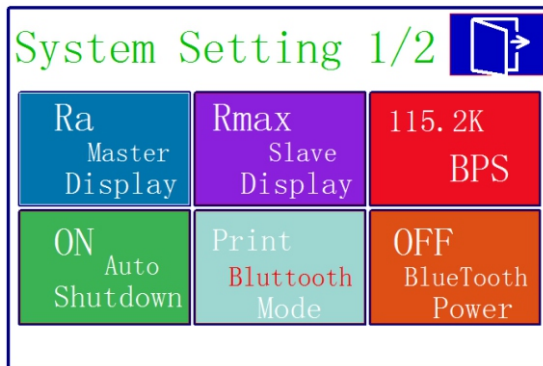 System Setting 1/2
Ra
Master
Display
Rmax
Slave
Display
115.2K
BPS
ON
Auto
Shutdown
Print
Bluttooth
Mode
OFF
BlueTooth
Power